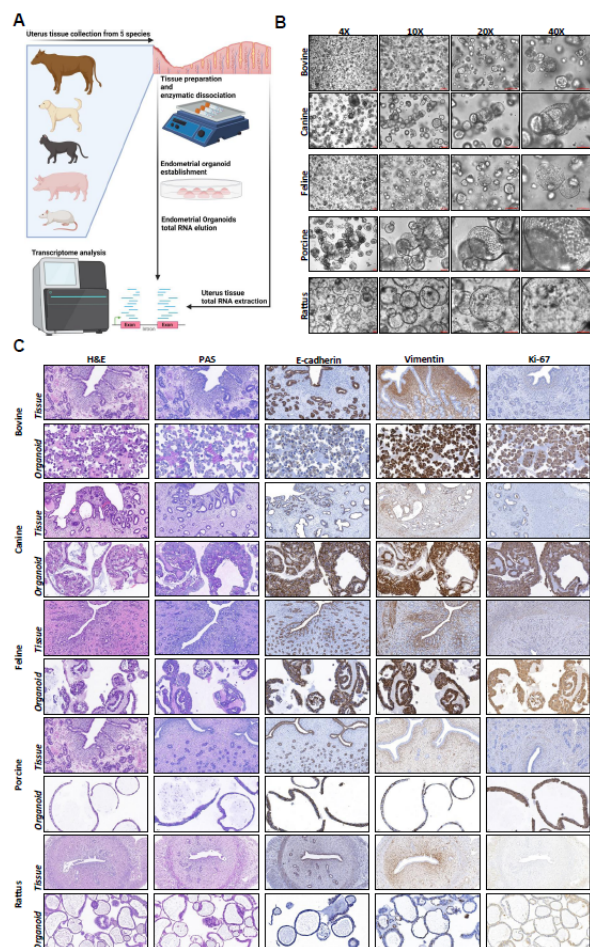 A
Uterus tissue collection from 5 species
Tissue preparation
and
enzymatic dissociation
Endometrial organoid
establishment
Endometrial Organoids
total RNA elution
Transcriptome analysis
Uterus tissue
total RNA extraction
Exon
Exon
B
4X 10X 20X 40X
Bovine
Canine
Feline
Porcine
Rattus
C
H&E PAS E-cadherin Vimentin Ki-67
Bovine
Tissue
Organoid
Canine
Tissue
Organoid
Feline
Tissue
Organoid
Porcine
Tissue
Organoid
Rattus
Tissue
Organoid